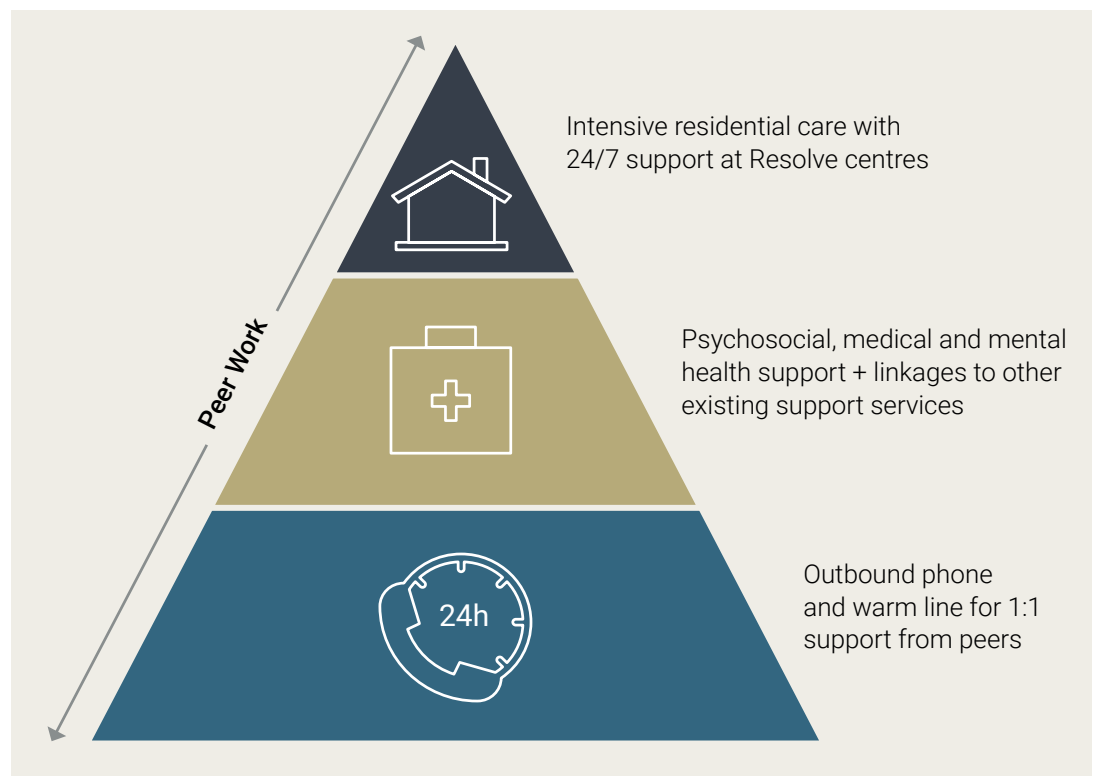 Intensive residential care with
24/7 support at Resolve centres
Peer Work
Psychosocial, medical and mental
health support + linkages to other
existing support services
24h
Outbound phone
and warm line for 1:1
support from peers